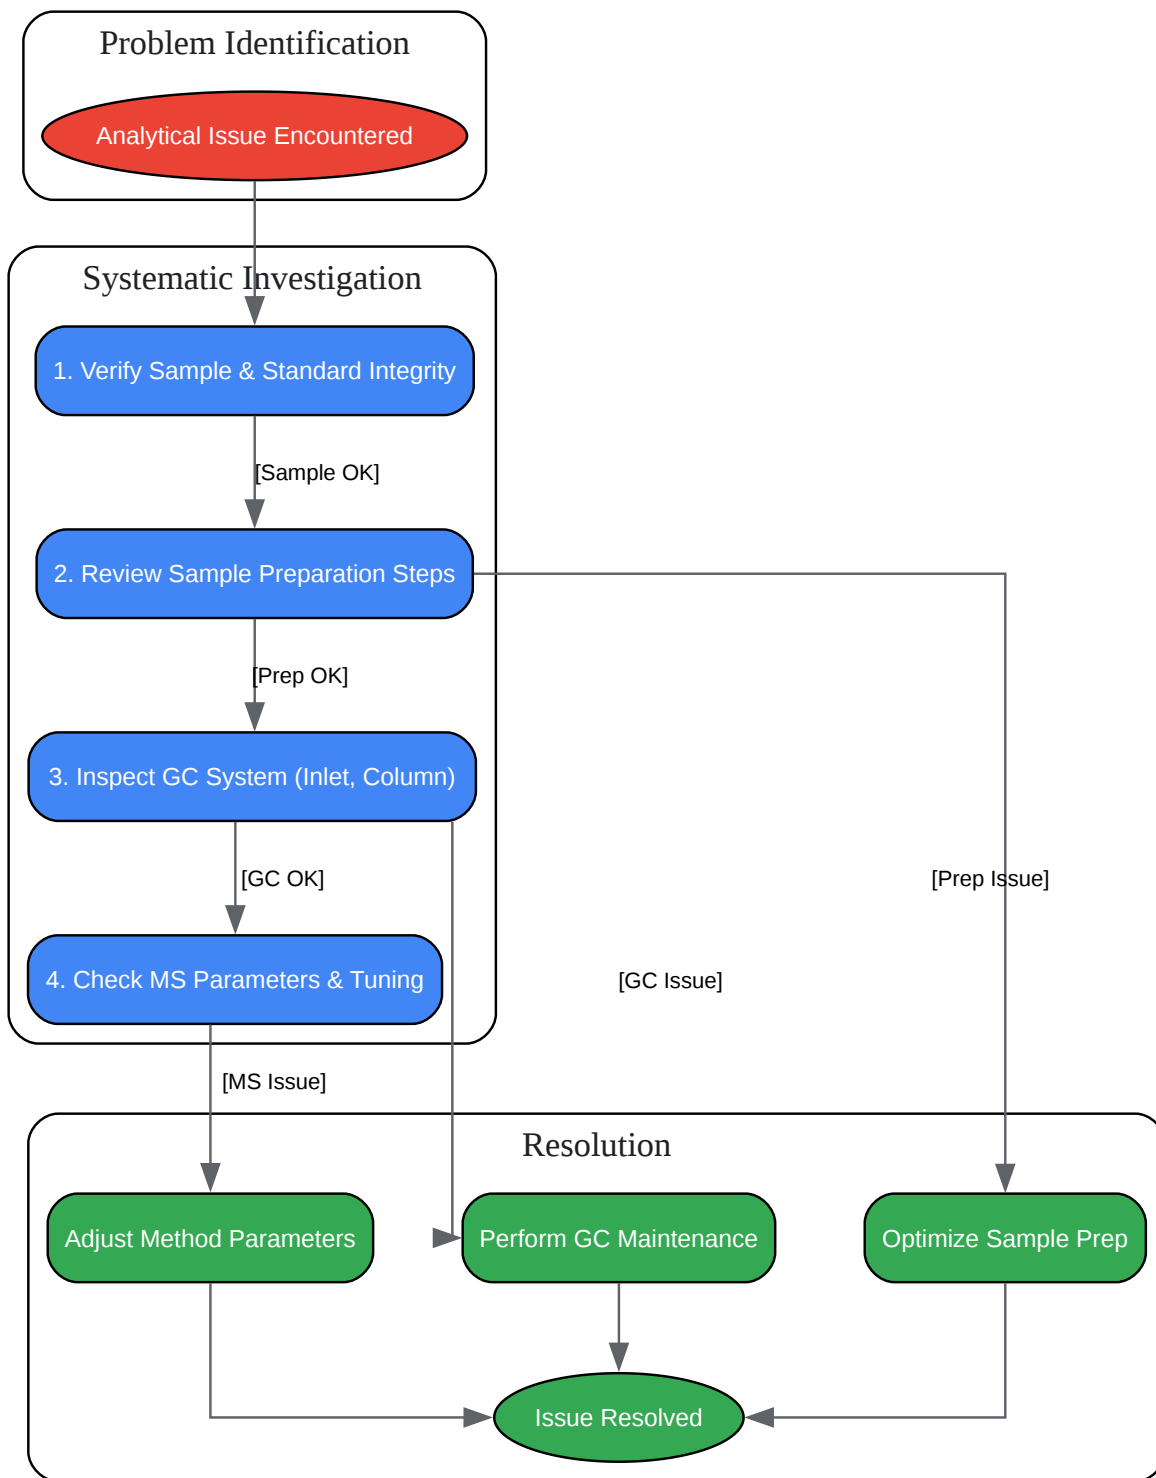 Problem Identification
Analytical Issue Encountered
Systematic Investigation
1. Verify Sample & Standard Integrity
[Sample OK]
2. Review Sample Preparation Steps
[Prep OK]
3. Inspect GC System (Inlet, Column)
[GC OK]
[Prep Issue]
4. Check MS Parameters & Tuning
[GC Issue]
[MS Issue]
Resolution
Adjust Method Parameters
Perform GC Maintenance
Optimize Sample Prep
Issue Resolved